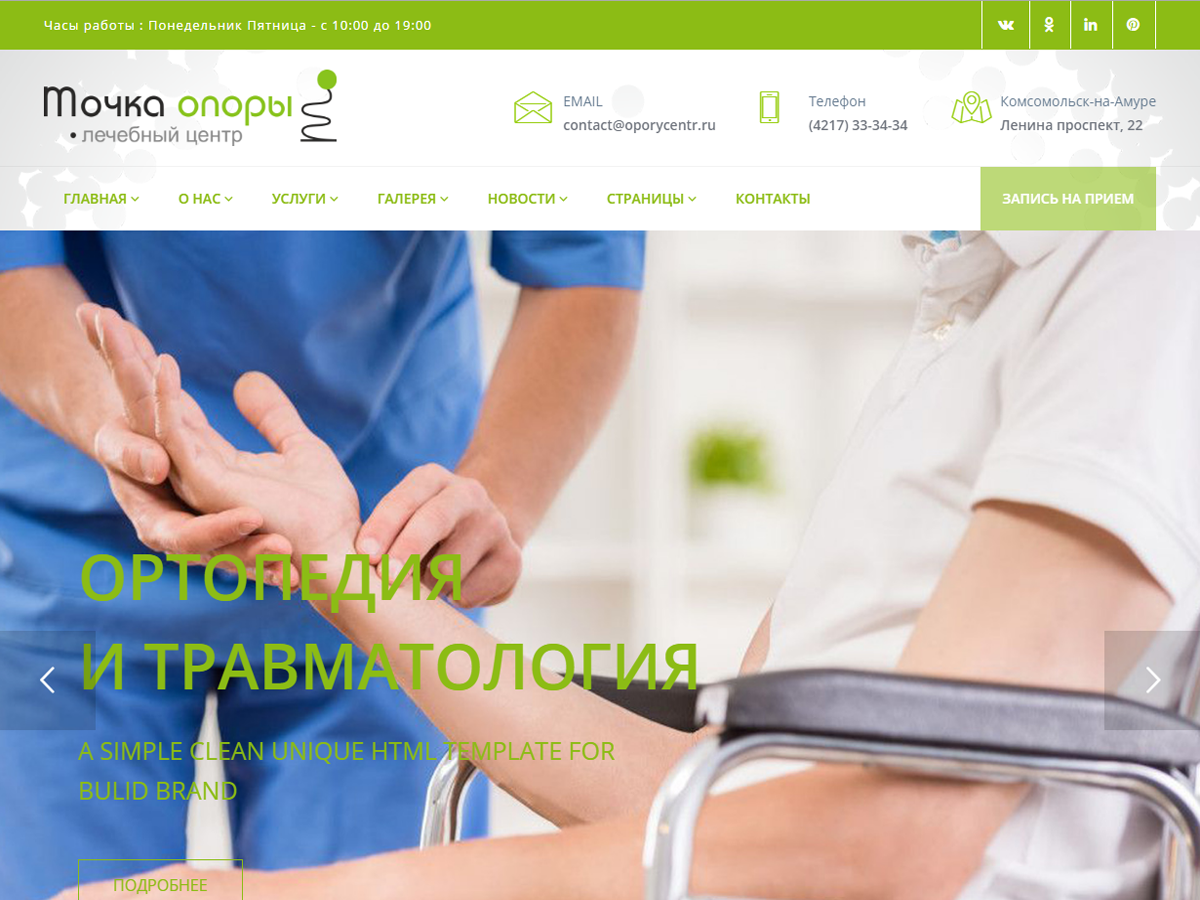 Часы работы : Понедельник Пятница - с 10:00 до 19:00
Точка опоры
• лечебный центр
EMAIL
contact@oporycentr.ru
Телефон
(4217) 33-34-34
Комсомольск-на-Амуре
Ленина проспект, 22
ГЛАВНАЯ О НАС УСЛУГИ ГАЛЕРЕЯ НОВОСТИ СТРАНИЦЫ КОНТАКТЫ ЗАПИСЬ НА ПРИЕМ
ОРТОПЕДИЯ
И ТРАВМАТОЛОГИЯ
A SIMPLE CLEAN UNIQUE HTML TEMPLATE FOR
BULID BRAND
ПОДРОБНЕЕ